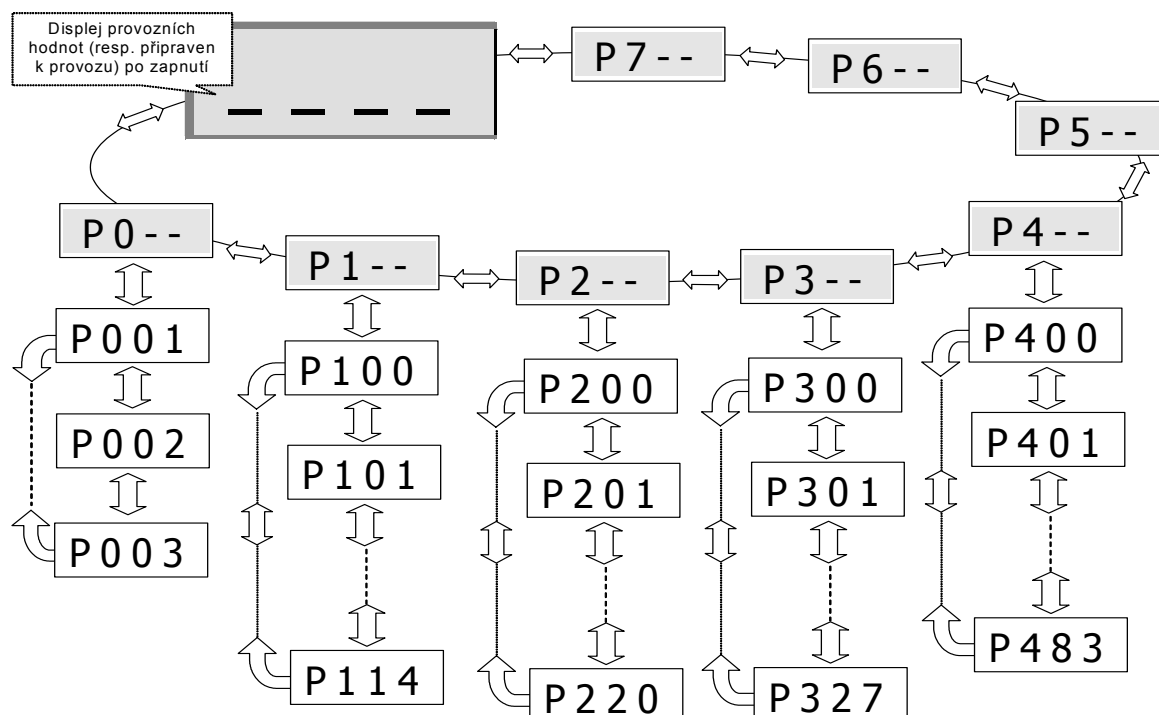 Displej provozních
hodnot (resp. připraven
k provozu) po zapnutí
_ _ _ _
P7--
P6--
P5--
P4--
P0--
P1--
P2--
P3--
P001
P002
P003
P100
P101
P114
P200
P201
P220
P300
P301
P327
P400
P401
P483